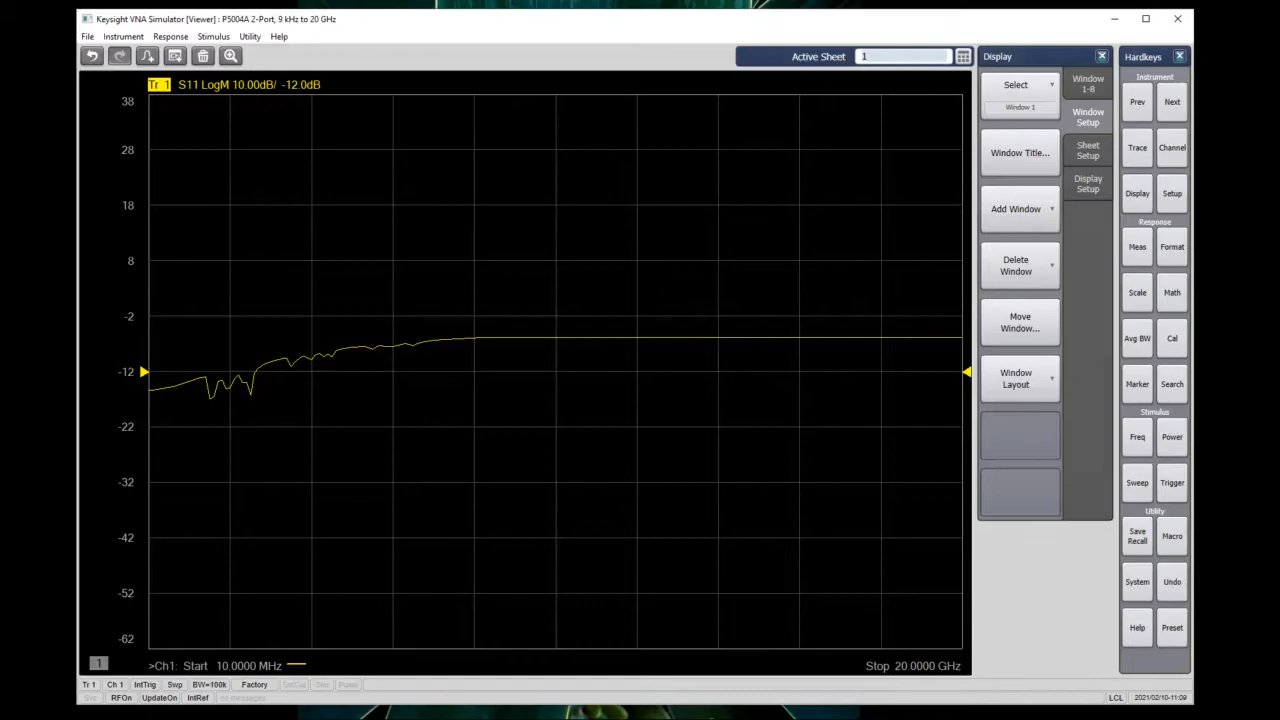 Keysight VNA Simulator [Viewer] : P5004A 2-Port, 9 kHz to 20 GHz
File Instrument Response Stimulus Utility Help
Active Sheet 1
Tr 1 S11 LogM 10.00dB/ -12.0dB
38
28
18
8
-2
-12
-22
-32
-42
-52
-62
1
>Ch1: Start 10.0000 MHz
Stop 20.0000 GHz
Display
Select
Window 1
Window Title...
Add Window
Delete
Window
Move
Window...
Window
Layout
Window
1-8
Window
Setup
Sheet
Setup
Display
Setup
Hardkeys
Instrument
Prev Next
Trace Channel
Display Setup
Response
Meas Format
Scale Math
Avg BW Cal
Marker Search
Stimulus
Freq Power
Sweep Trigger
Utility
Save
Recall
Macro
System Undo
Help Preset
Tr 1 Ch 1 IntTrig Swp BW=100k Factory
RFOn UpdateOn IntRef no messages
LCL 2021/02/10-11:09